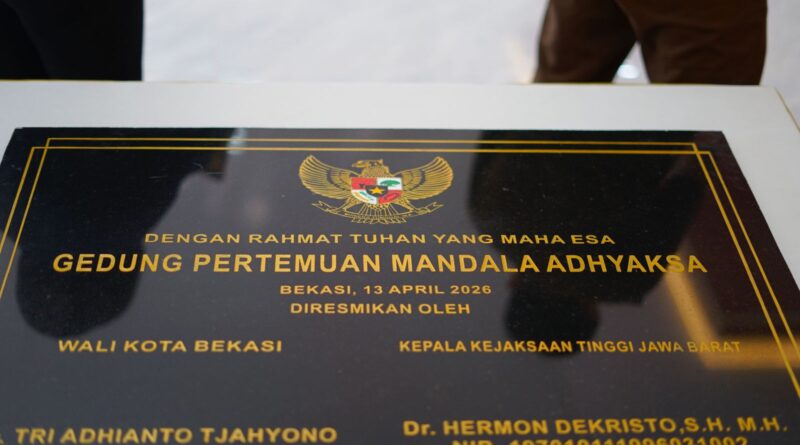 DENGAN RAHMAT TUHAN YANG MAHA ESA
GEDUNG PERTEMUAN MANDALA ADHYAKSA
BEKASI, 13 APRIL 2026
DIRESMIKAN OLEH
WALI KOTA BEKASI
KEPALA KEJAKSAAN TINGGI JAWA BARAT
TRI ADHIANTO TJAHYONO
Dr. HERMON DEKRISTO,S.H. M.H.